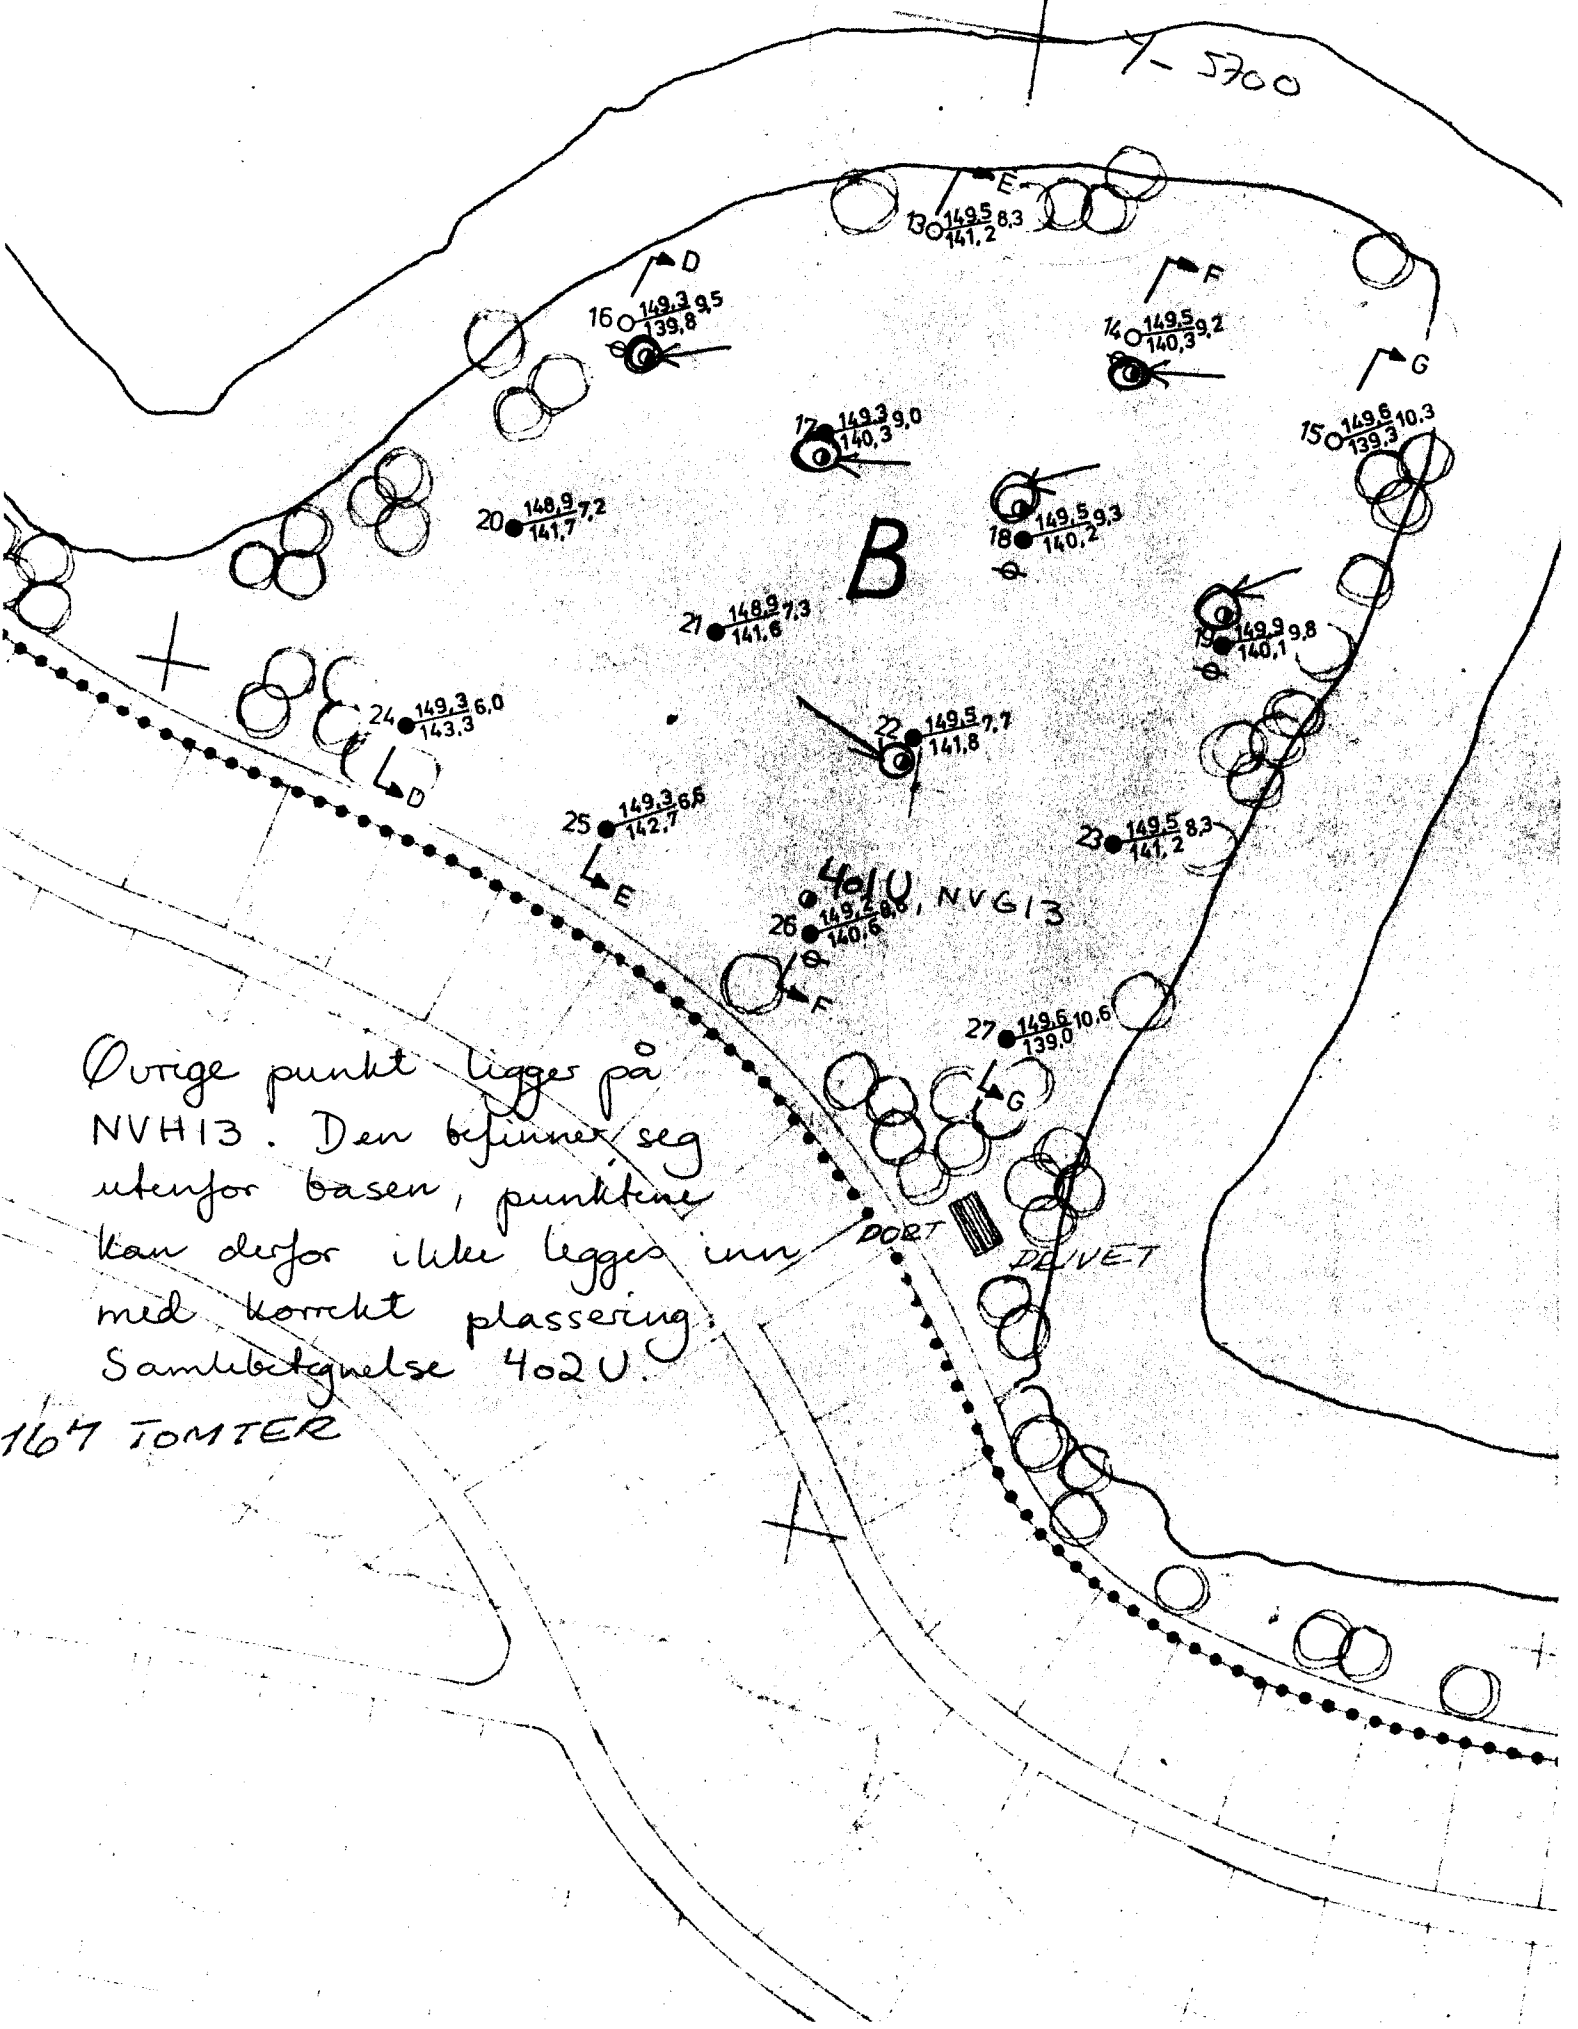 Y- 5700
E
13 149,5 8,3
141,2
D
F
16 149,3 9,5
139,8
14 149,5 9,2
140,3
G
17 149,3 9,0
140,3
15 149,6 10,3
139,3
20 148,9 7,2
141,7
18 149,5 9,3
140,2
B
21 148,9 7,3
141,6
19 149,9 9,8
140,1
24 149,3 6,0
143,3
22 149,5 7,7
141,8
D
25 149,3 6,6
142,7
23 149,5 8,3
141,2
E
401U, NVG13
26 149,2 8,6
140,6
F
27 149,6 10,6
139,0
G
Øvrige punkt ligger på
NVH13. Den befinner seg
utenfor basen, punktene
kan derfor ikke legges inn
med korrekt plassering.
Samlebetegnelse 402U.
PORT
167 TOMTER